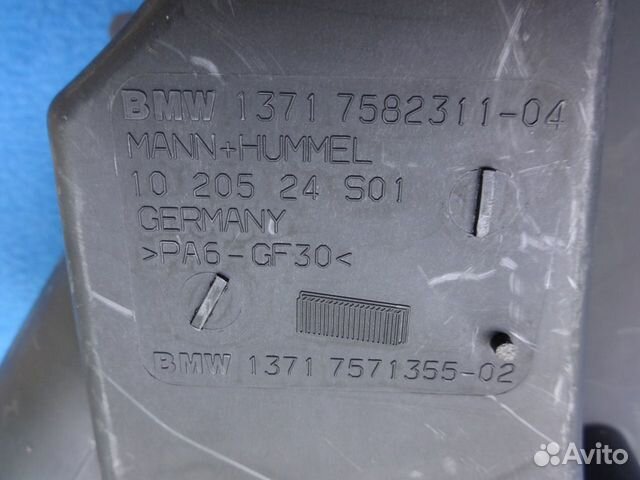 BMW 1371 7582311-04
MANN+HUMMEL
10 205 24 S01
GERMANY
>PA6-GF30<
BMW 1371 7571355-02
Avito